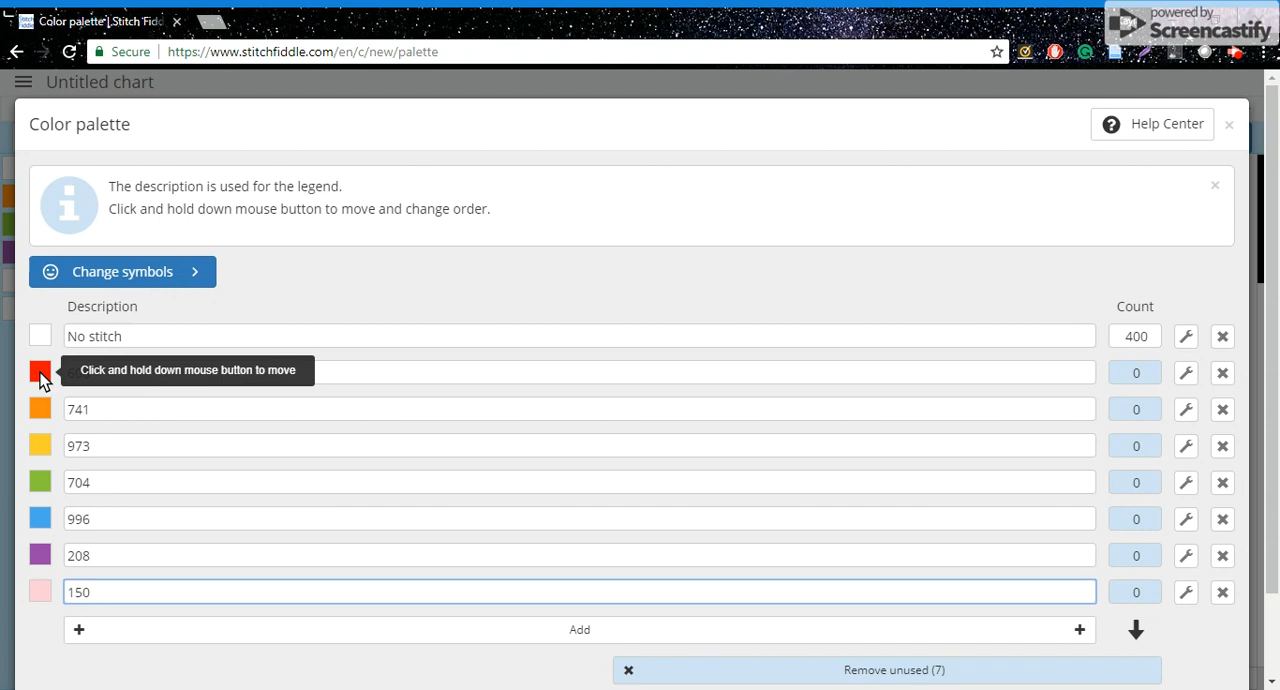 Color palette | Stitch Fidd
powered by
Screencastify
Secure https://www.stitchfiddle.com/en/c/new/palette
Untitled chart
Color palette
Help Center
The description is used for the legend.
Click and hold down mouse button to move and change order.
Change symbols
Description Count
No stitch 400
Click and hold down mouse button to move 0
741 0
973 0
704 0
996 0
208 0
150 0
Add
Remove unused (7)